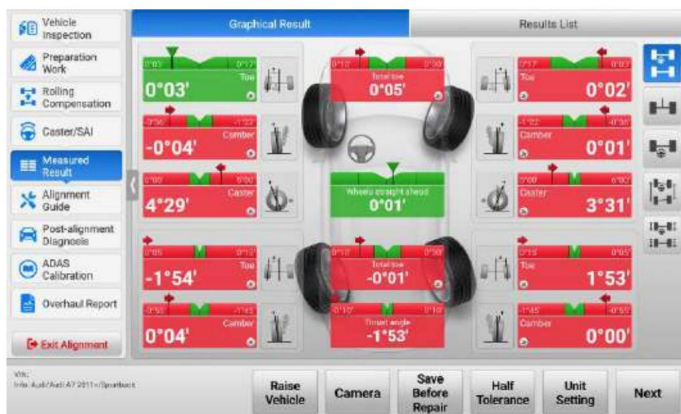 Vehicle
Inspection
Graphical Result
Results List
Preparation
Work
Rolling
Compensation
Caster/SAI
Measured
Result
Alignment
Guide
Post-alignment
Diagnosis
ADAS
Calibration
Overhaul Report
Exit Alignment
Toe
0°03'
Total toe
0°05'
Toe
0°02'
Camber
-0°04'
Camber
0°01'
Caster
4°29'
Wheels straight ahead
0°01'
Caster
3°31'
Toe
-1°54'
Total toe
-0°01'
Toe
1°53'
Camber
0°04'
Thrust angle
-1°53'
Camber
0°00'
VIN:
Raise
Vehicle
Camera
Save
Before
Repair
Half
Tolerance
Unit
Setting
Next